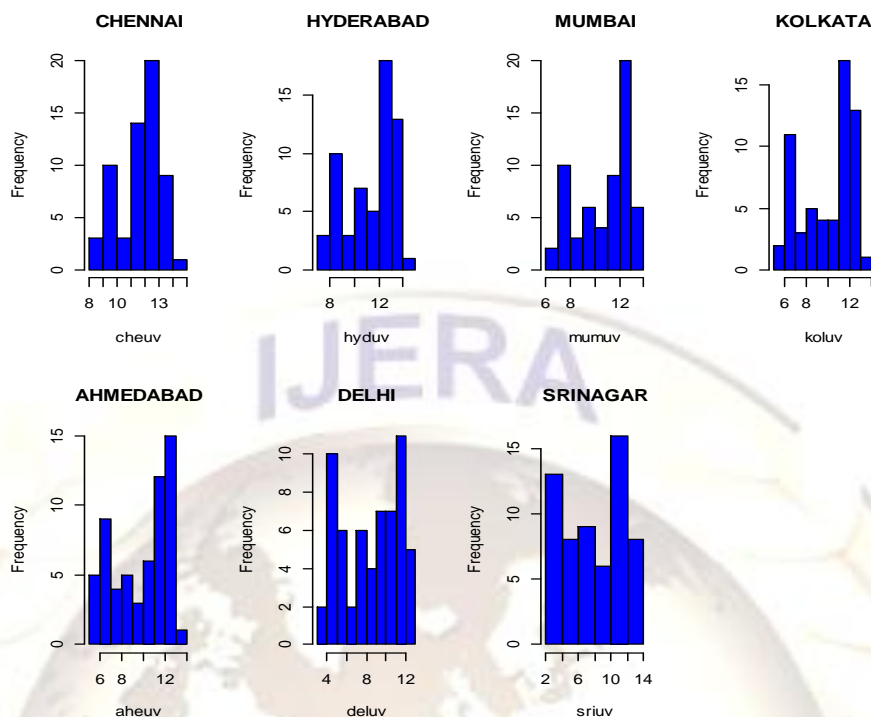 CHENNAI
Frequency
0 5 10 15 20
8 10 13
cheuv
HYDERABAD
Frequency
0 5 10 15
8 12
hyduv
MUMBAI
Frequency
0 5 10 15 20
6 8 12
mumuv
KOLKATA
Frequency
0 5 10 15
6 8 12
koluv
IJERA
AHMEDABAD
Frequency
0 5 10 15
6 8 12
aheuv
DELHI
Frequency
0 2 4 6 8 10
4 8 12
deluv
SRINAGAR
Frequency
0 5 10 15
2 6 10 14
sriuv